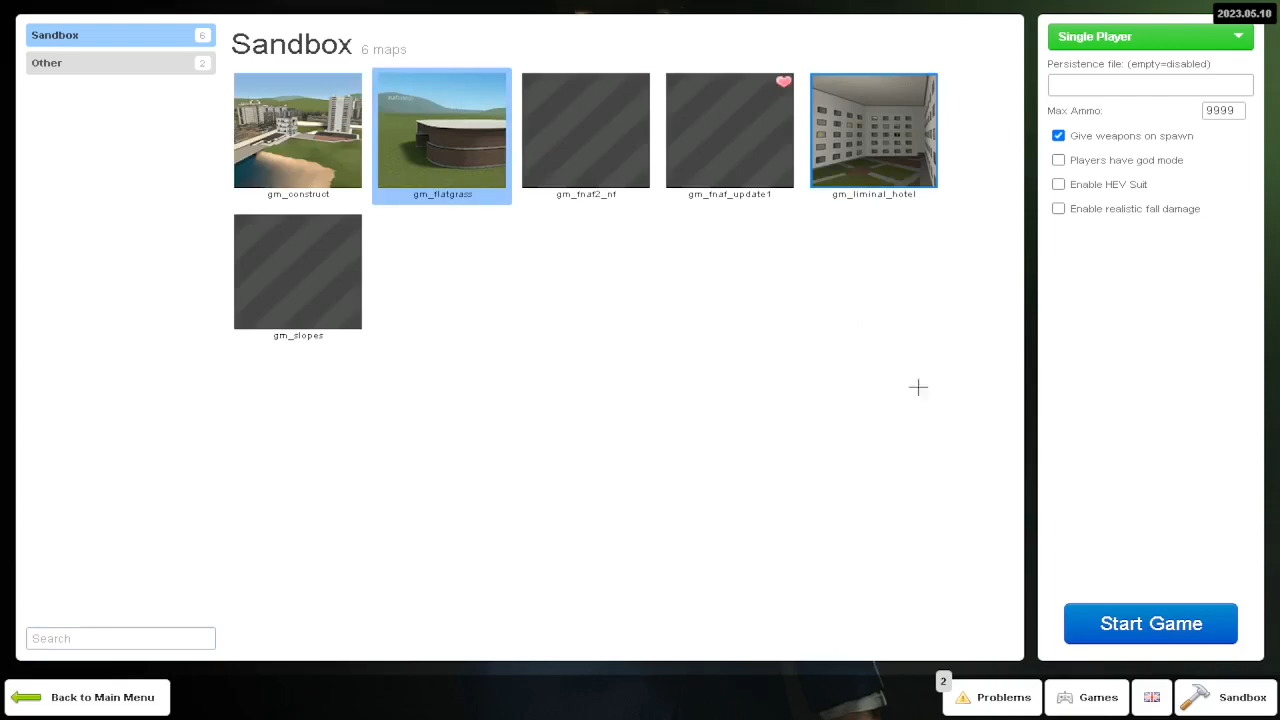 2023.05.10
Sandbox 6
Other 2
Sandbox 6 maps
gm_construct
gm_flatgrass
gm_fnaf2_nf
gm_fnaf_update1
gm_liminal_hotel
gm_slopes
Search
Single Player
Persistence file: (empty=disabled)
Max Ammo: 9999
Give weapons on spawn
Players have god mode
Enable HEV Suit
Enable realistic fall damage
Start Game
Back to Main Menu
2
Problems
Games
Sandbox